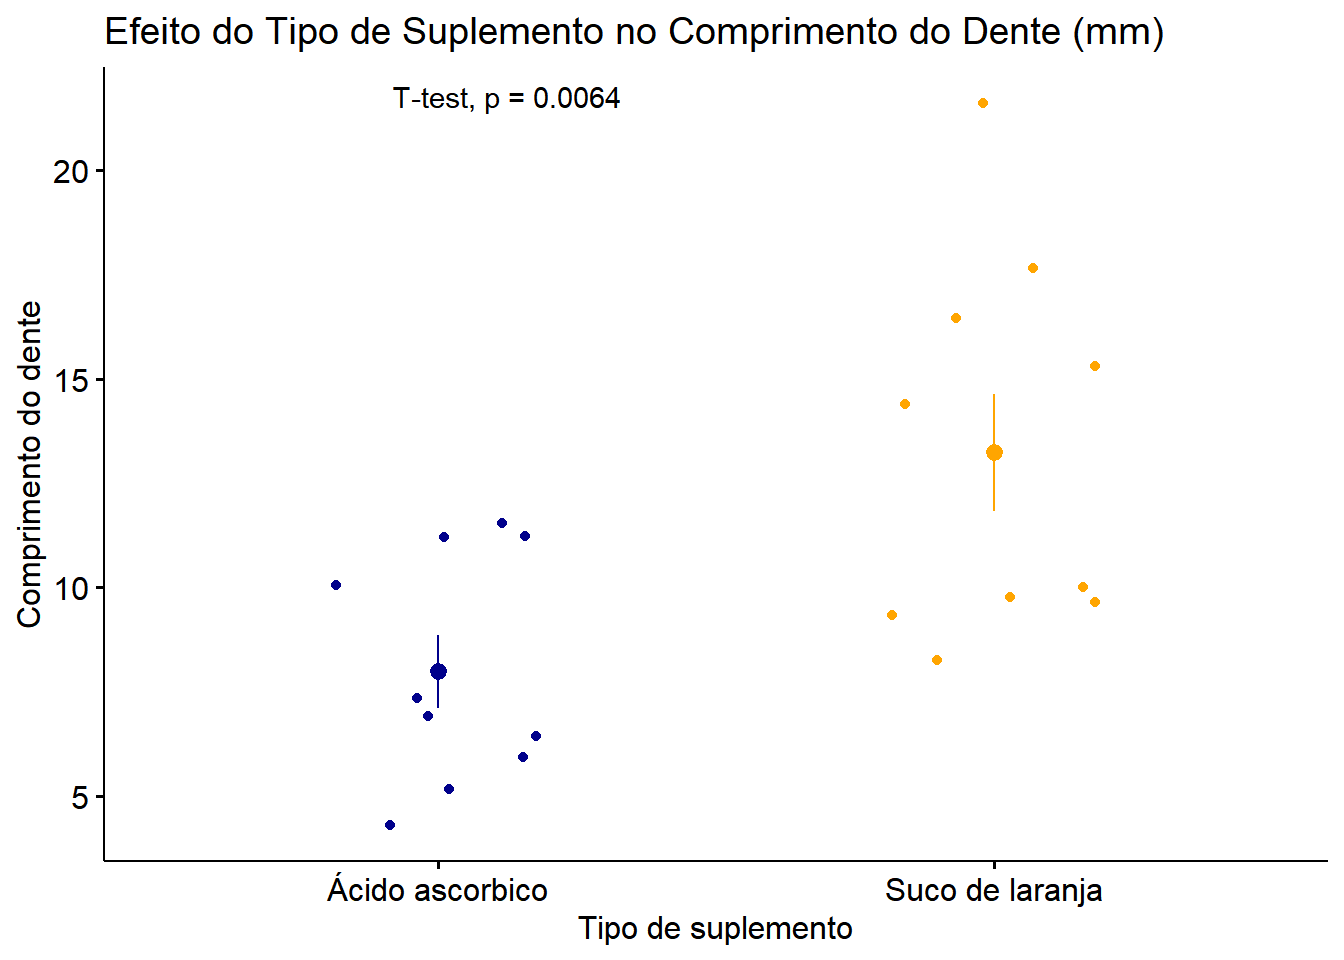 Efeito do Tipo de Suplemento no Comprimento do Dente (mm)
T-test, p = 0.0064
Comprimento do dente
20
15
10
5
Ácido ascorbico
Suco de laranja
Tipo de suplemento